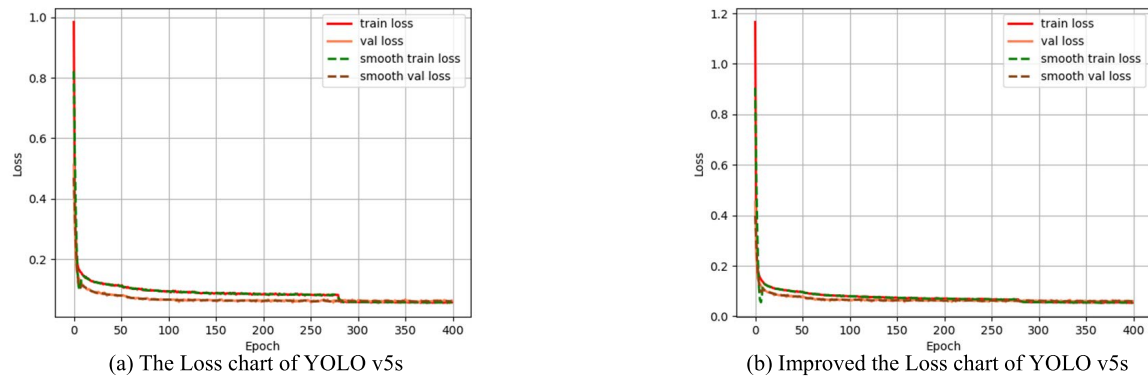 1.0
0.8
0.6
0.4
0.2
Loss
0 50 100 150 200 250 300 350 400
Epoch
train loss
val loss
smooth train loss
smooth val loss
(a) The Loss chart of YOLO v5s
1.2
1.0
0.8
0.6
0.4
0.2
0.0
Loss
0 50 100 150 200 250 300 350 400
Epoch
train loss
val loss
smooth train loss
smooth val loss
(b) Improved the Loss chart of YOLO v5s